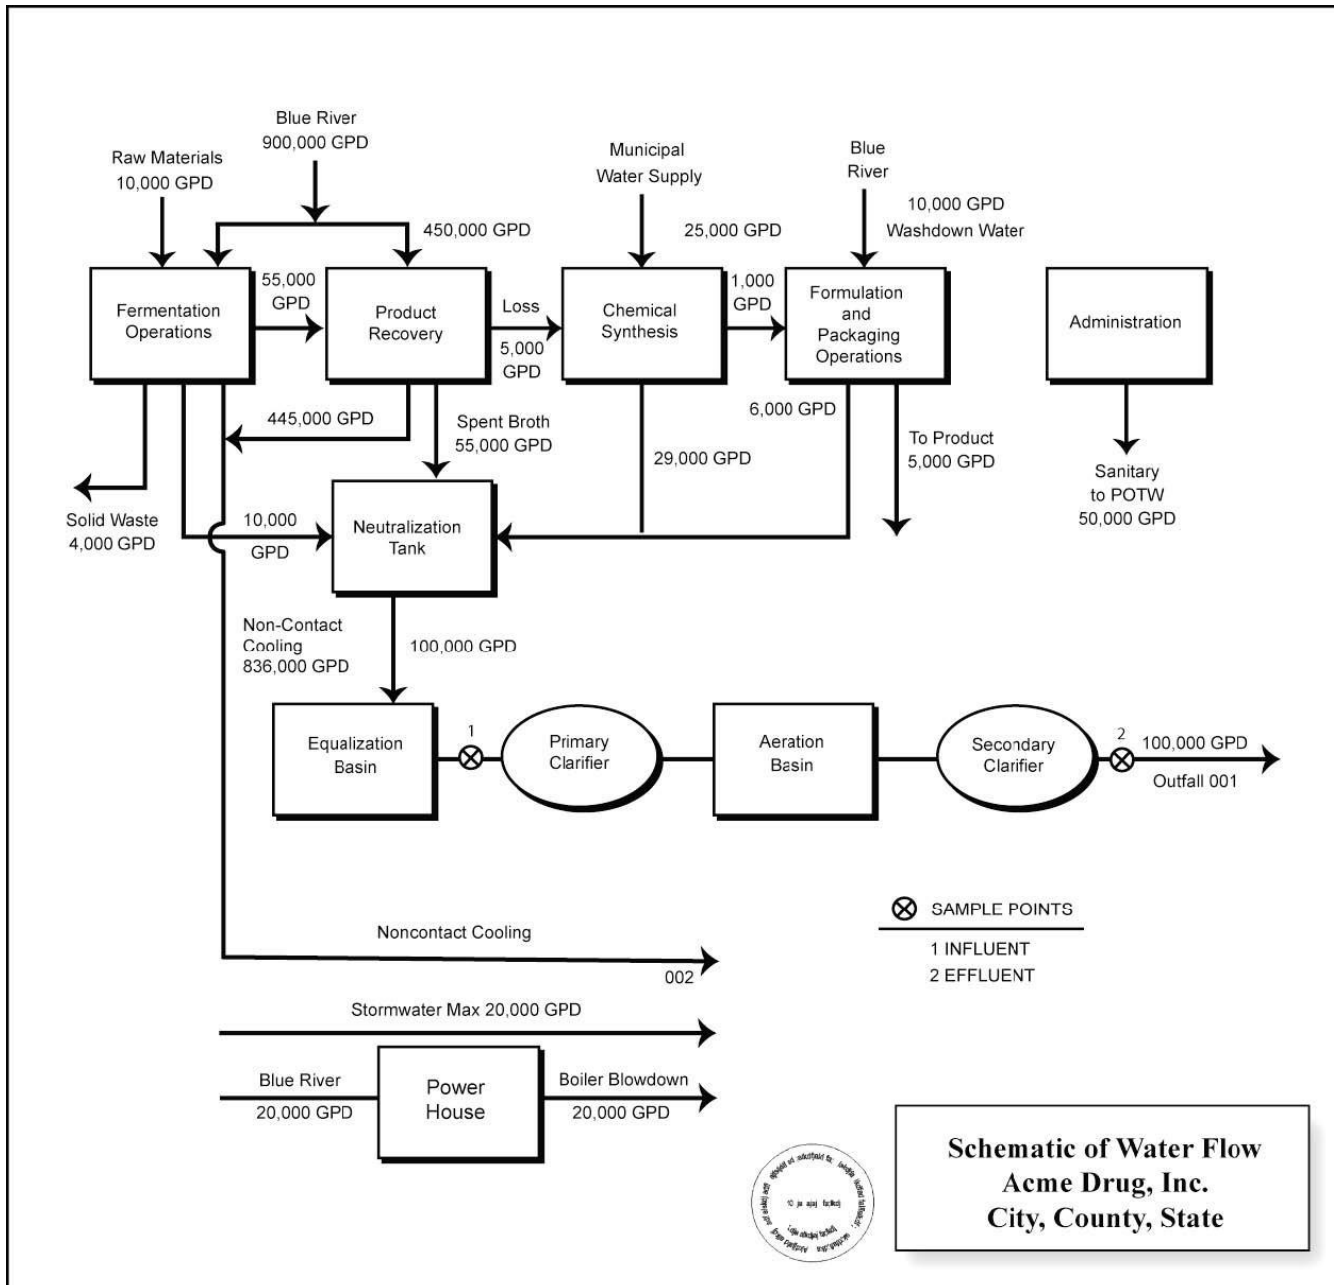 Blue River
900,000 GPD
Raw Materials
10,000 GPD
Municipal
Water Supply
Blue
River
450,000 GPD
25,000 GPD
10,000 GPD
Washdown Water
Fermentation
Operations
55,000
GPD
Product
Recovery
Loss
5,000
GPD
Chemical
Synthesis
1,000
GPD
Formulation
and
Packaging
Operations
Administration
445,000 GPD
Spent Broth
55,000 GPD
29,000 GPD
6,000 GPD
To Product
5,000 GPD
Sanitary
to POTW
50,000 GPD
Solid Waste
4,000 GPD
10,000
GPD
Neutralization
Tank
Non-Contact
Cooling
836,000 GPD
100,000 GPD
Equalization
Basin
1
Primary
Clarifier
Aeration
Basin
Secondary
Clarifier
2
100,000 GPD
Outfall 001
SAMPLE POINTS
1 INFLUENT
2 EFFLUENT
Noncontact Cooling
002
Stormwater Max 20,000 GPD
Blue River
20,000 GPD
Power
House
Boiler Blowdown
20,000 GPD
Schematic of Water Flow
Acme Drug, Inc.
City, County, State